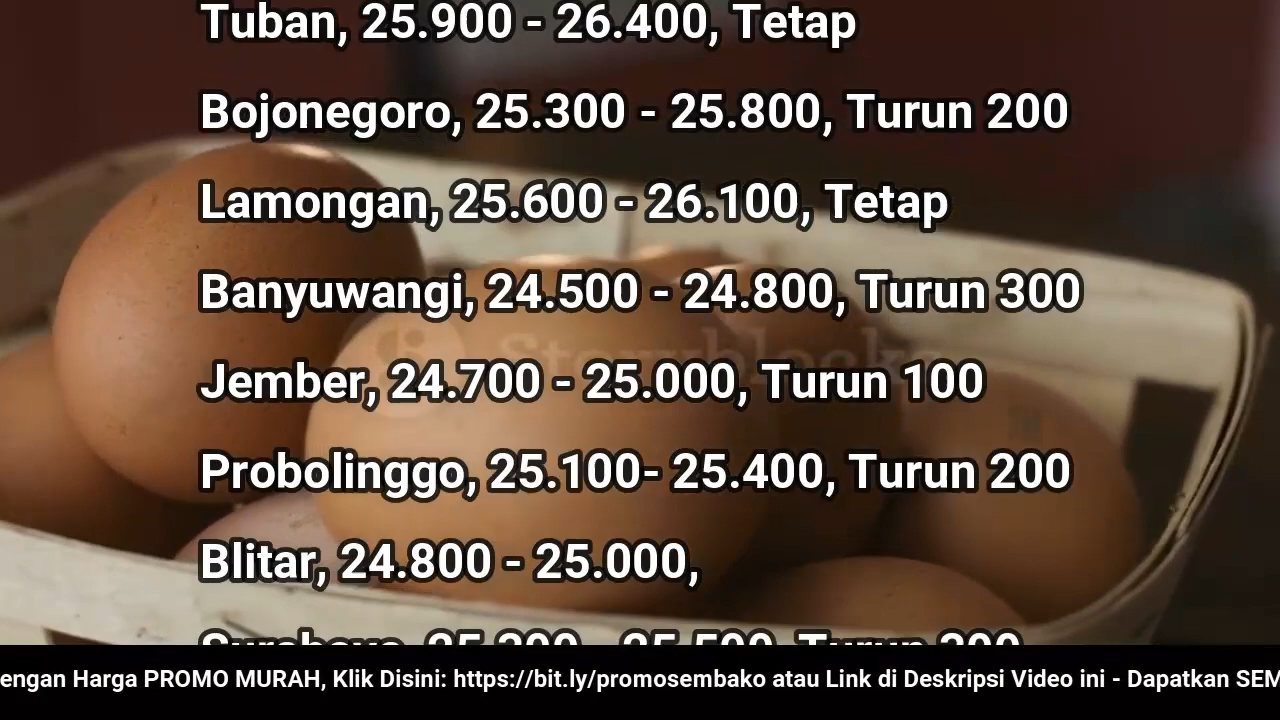 Tuban, 25.900 - 26.400, Tetap
Bojonegoro, 25.300 - 25.800, Turun 200
Lamongan, 25.600 - 26.100, Tetap
Banyuwangi, 24.500 - 24.800, Turun 300
Storyblocks
Jember, 24.700 - 25.000, Turun 100
Probolinggo, 25.100- 25.400, Turun 200
Blitar, 24.800 - 25.000,
engan Harga PROMO MURAH, Klik Disini: https://bit.ly/promosembako atau Link di Deskripsi Video ini - Dapatkan SEM